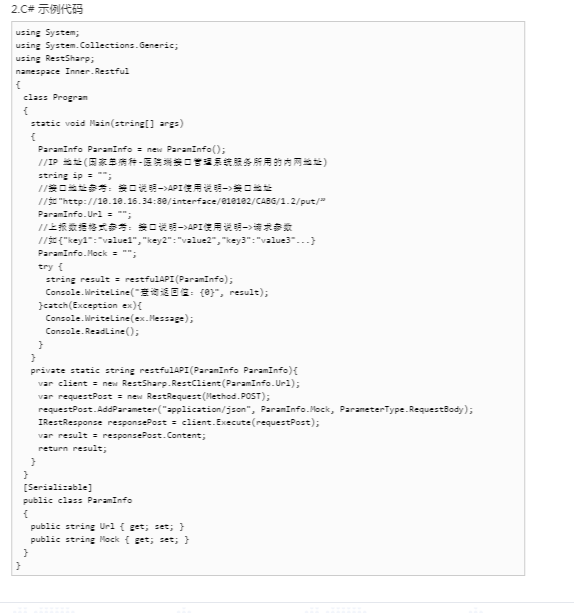 2.C# 示例代码
using System;
using System.Collections.Generic;
using RestSharp;
namespace Inner.Restful
{
class Program
{
static void Main(string[] args)
{
ParamInfo ParamInfo = new ParamInfo();
//IP 地址(国家单病种-医院端接口管理系统服务所用的内网地址)
string ip = "";
//接口地址参考：接口说明—>API使用说明—>接口地址
//如"http://10.10.16.34:80/interface/010102/CABG/1.2/put/"
ParamInfo.Url = "";
//上报数据格式参考：接口说明—>API使用说明—>请求参数
//如{"key1":"value1","key2":"value2","key3":"value3"...}
ParamInfo.Mock = "";
try {
string result = restfulAPI(ParamInfo);
Console.WriteLine("查询返回值：{0}", result);
}catch(Exception ex){
Console.WriteLine(ex.Message);
Console.ReadLine();
}
}
private static string restfulAPI(ParamInfo ParamInfo){
var client = new RestSharp.RestClient(ParamInfo.Url);
var requestPost = new RestRequest(Method.POST);
requestPost.AddParameter("application/json", ParamInfo.Mock, ParameterType.RequestBody);
IRestResponse responsePost = client.Execute(requestPost);
var result = responsePost.Content;
return result;
}
}
[Serializable]
public class ParamInfo
{
public string Url { get; set; }
public string Mock { get; set; }
}
}